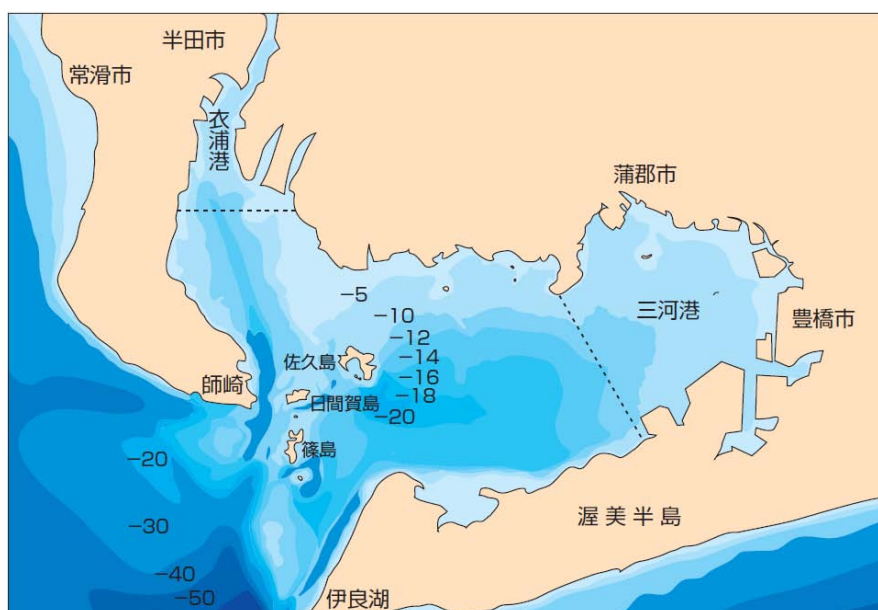 半田市
常滑市
衣浦港
蒲郡市
三河港
豊橋市
−5
−10
−12
−14
−16
−18
−20
佐久島
師崎
日間賀島
篠島
−20
−30
−40
−50
渥美半島
伊良湖